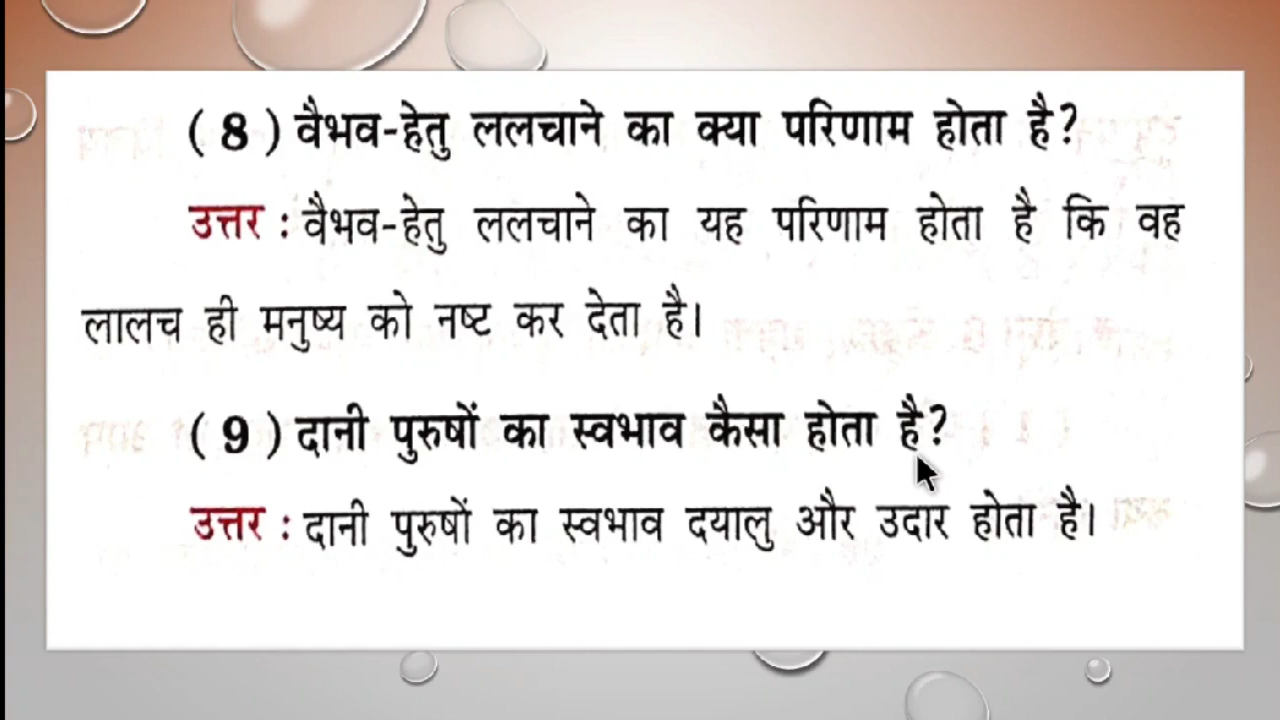 ( 8 ) वैभव-हेतु ललचाने का क्या परिणाम होता है?
उत्तर : वैभव-हेतु ललचाने का यह परिणाम होता है कि वह
लालच ही मनुष्य को नष्ट कर देता है।
( 9 ) दानी पुरुषों का स्वभाव कैसा होता है?
उत्तर : दानी पुरुषों का स्वभाव दयालु और उदार होता है।